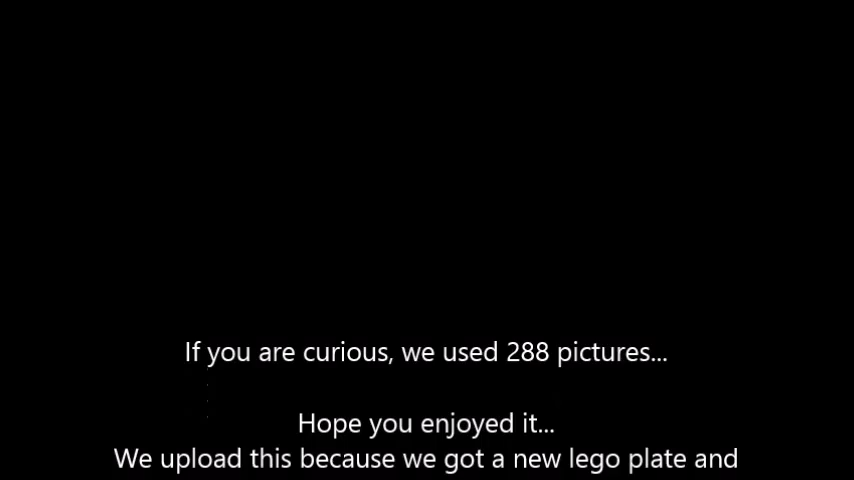 If you are curious, we used 288 pictures...
Hope you enjoyed it...
We upload this because we got a new lego plate and